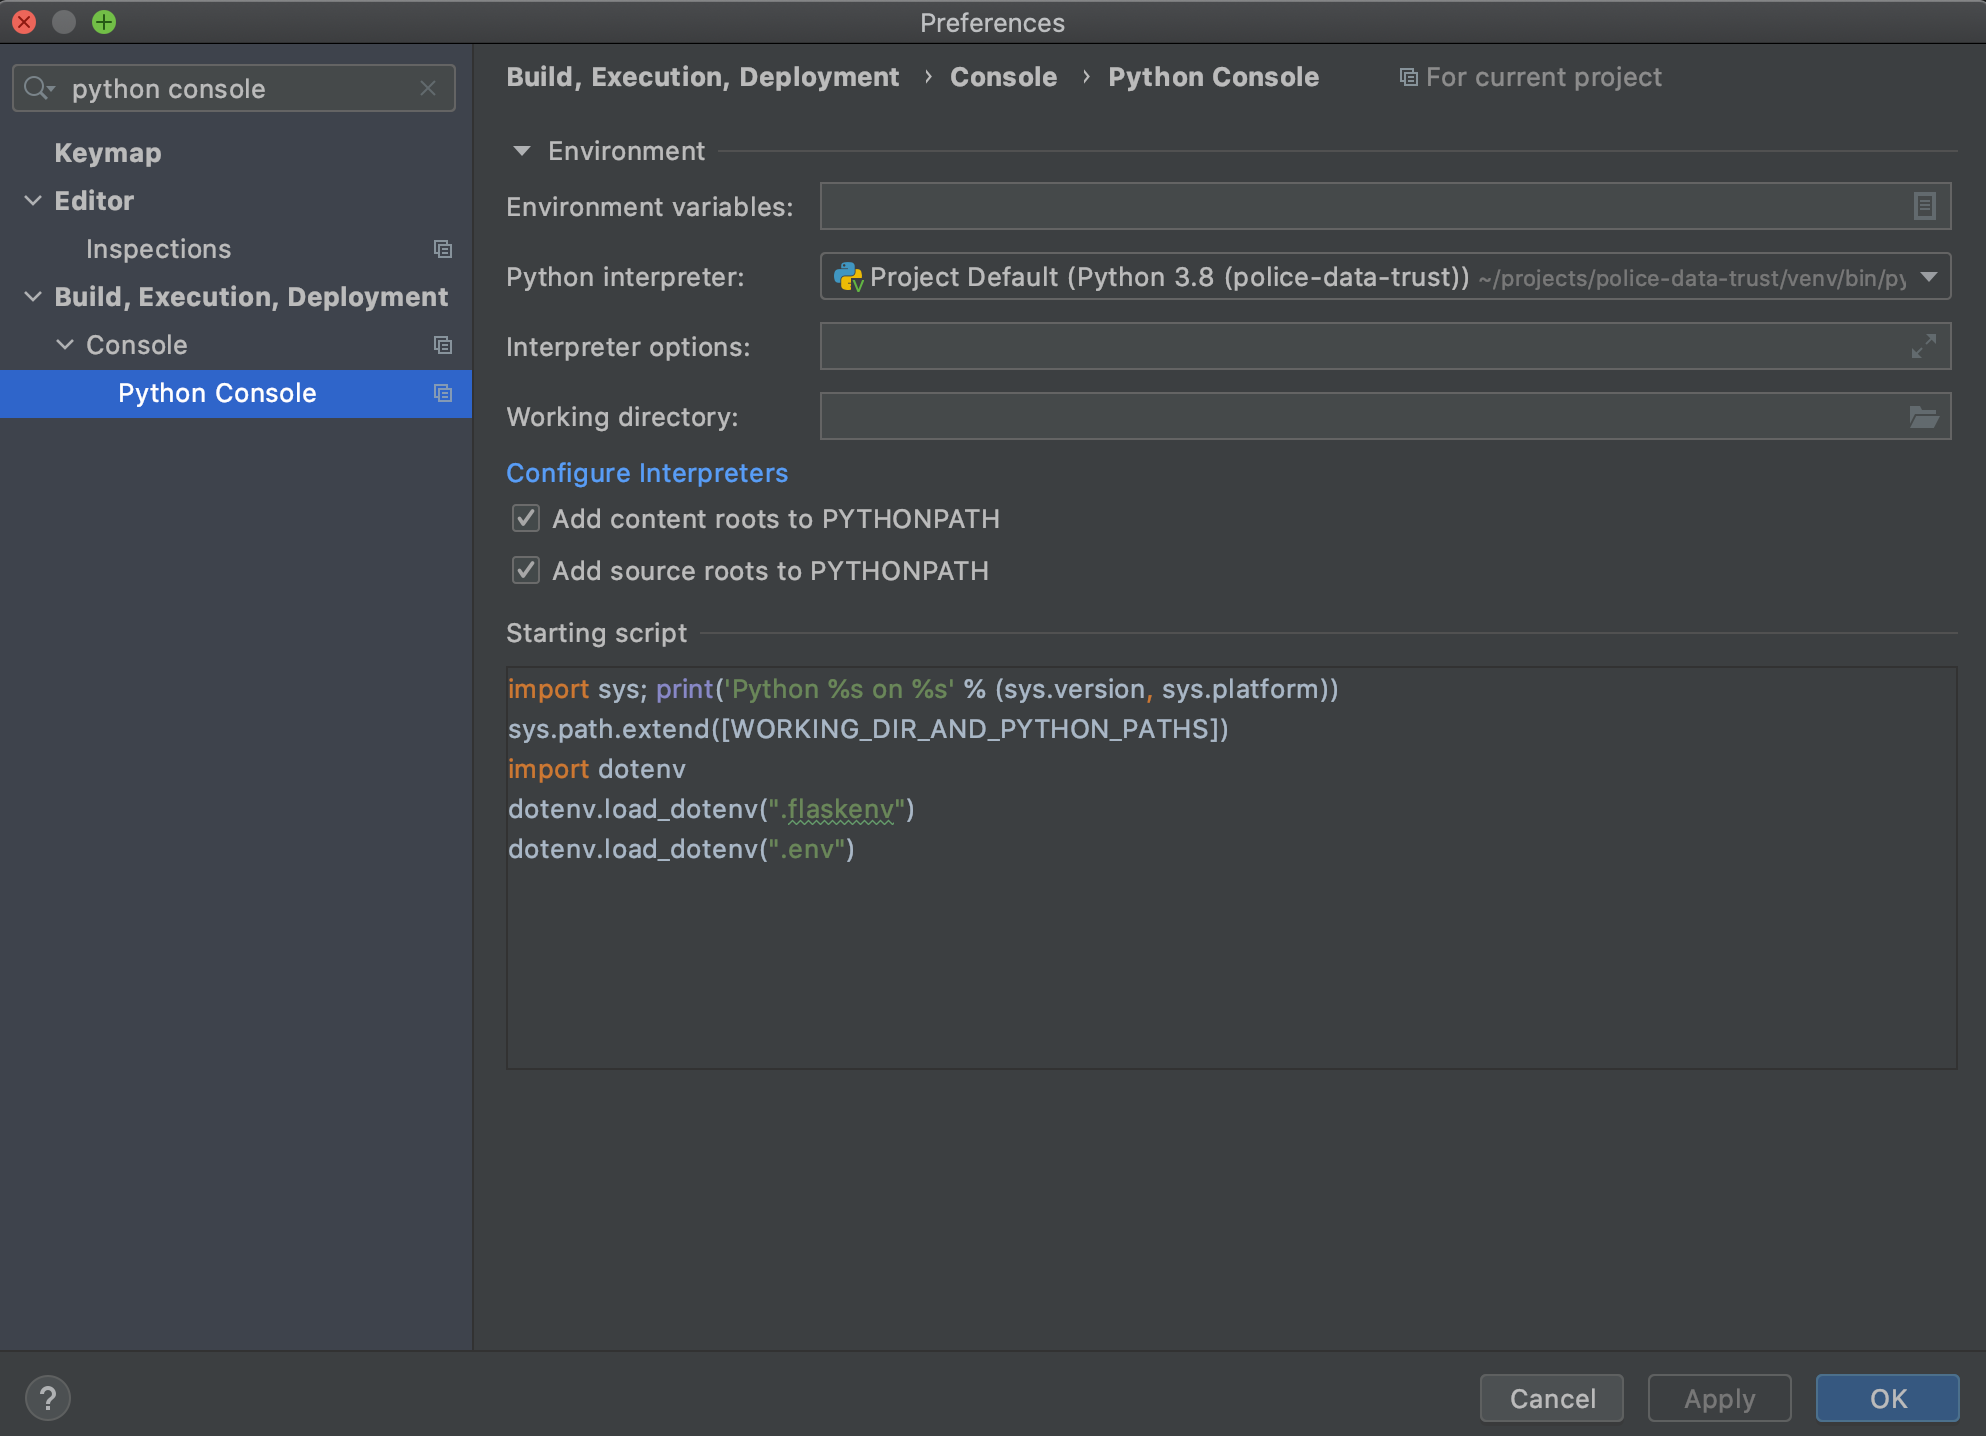 Preferences
python console
Keymap
Editor
Inspections
Build, Execution, Deployment
Console
Python Console
Build, Execution, Deployment › Console › Python Console For current project
Environment
Environment variables:
Python interpreter: Project Default (Python 3.8 (police-data-trust)) ~/projects/police-data-trust/venv/bin/py
Interpreter options:
Working directory:
Configure Interpreters
Add content roots to PYTHONPATH
Add source roots to PYTHONPATH
Starting script
import sys; print('Python %s on %s' % (sys.version, sys.platform))
sys.path.extend([WORKING_DIR_AND_PYTHON_PATHS])
import dotenv
dotenv.load_dotenv(".flaskenv")
dotenv.load_dotenv(".env")
?
Cancel Apply OK